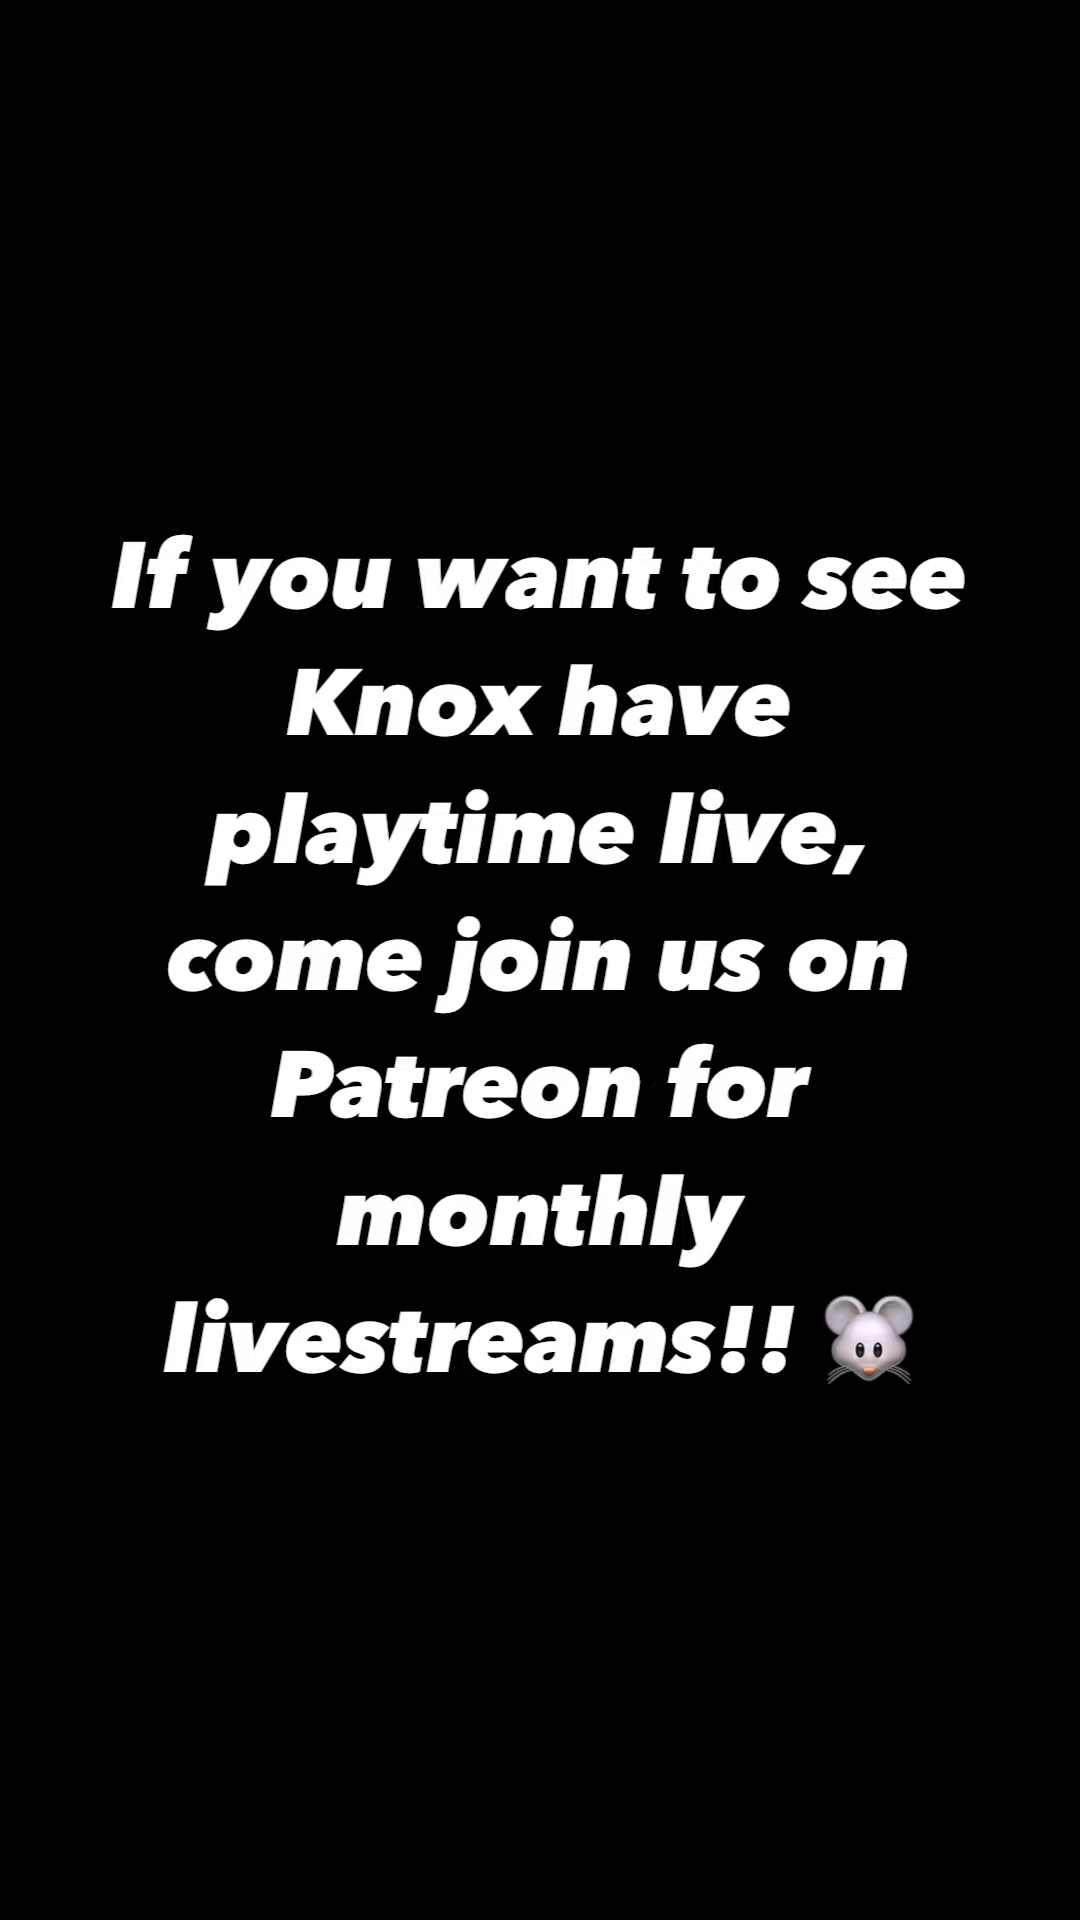 If you want to see
Knox have
playtime live,
come join us on
Patreon for
monthly
livestreams!! 🐭